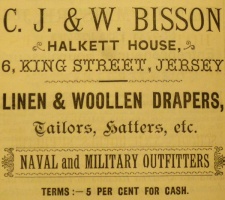 C. J. & W. BISSON
HALKETT HOUSE,
6, KING STREET, JERSEY
LINEN & WOOLLEN DRAPERS,
Tailors, Hatters, etc.
NAVAL and MILITARY OUTFITTERS
TERMS:— 5 PER CENT FOR CASH.